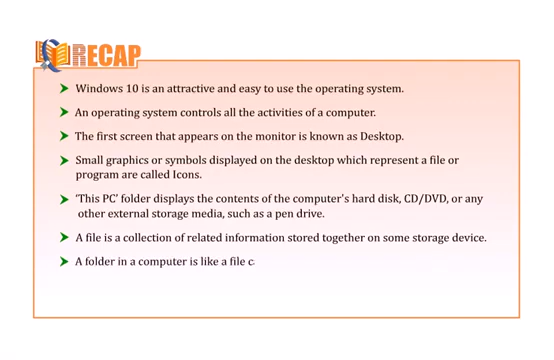 RECAP
Windows 10 is an attractive and easy to use the operating system.
An operating system controls all the activities of a computer.
The first screen that appears on the monitor is known as Desktop.
Small graphics or symbols displayed on the desktop which represent a file or
program are called Icons.
‘This PC’ folder displays the contents of the computer's hard disk, CD/DVD, or any
other external storage media, such as a pen drive.
A file is a collection of related information stored together on some storage device.
A folder in a computer is like a file